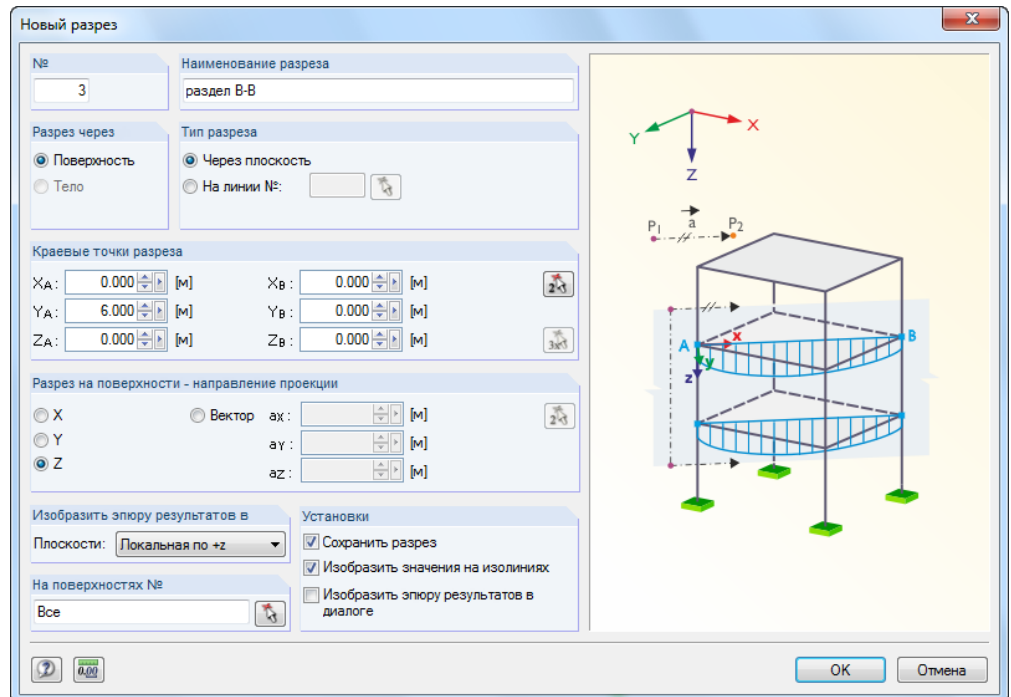 Новый разрез
№
Наименование разреза
3
раздел B-B
Разрез через
Тип разреза
Поверхность
Через плоскость
Тело
На линии №:
Краевые точки разреза
XA: 0.000 [м] XB: 0.000 [м]
YA: 6.000 [м] YB: 0.000 [м]
ZA: 0.000 [м] ZB: 0.000 [м]
2x
3x
Разрез на поверхности - направление проекции
X Вектор aX: [м]
2x
Y aY: [м]
Z aZ: [м]
Изобразить эпюру результатов в
Установки
Плоскости: Локальная по +z
Сохранить разрез
Изобразить значения на изолиниях
На поверхностях №
Изобразить эпюру результатов в
диалоге
Все
0.00
OK
Отмена
Y X
Z
P1 a P2
A x B
y
z